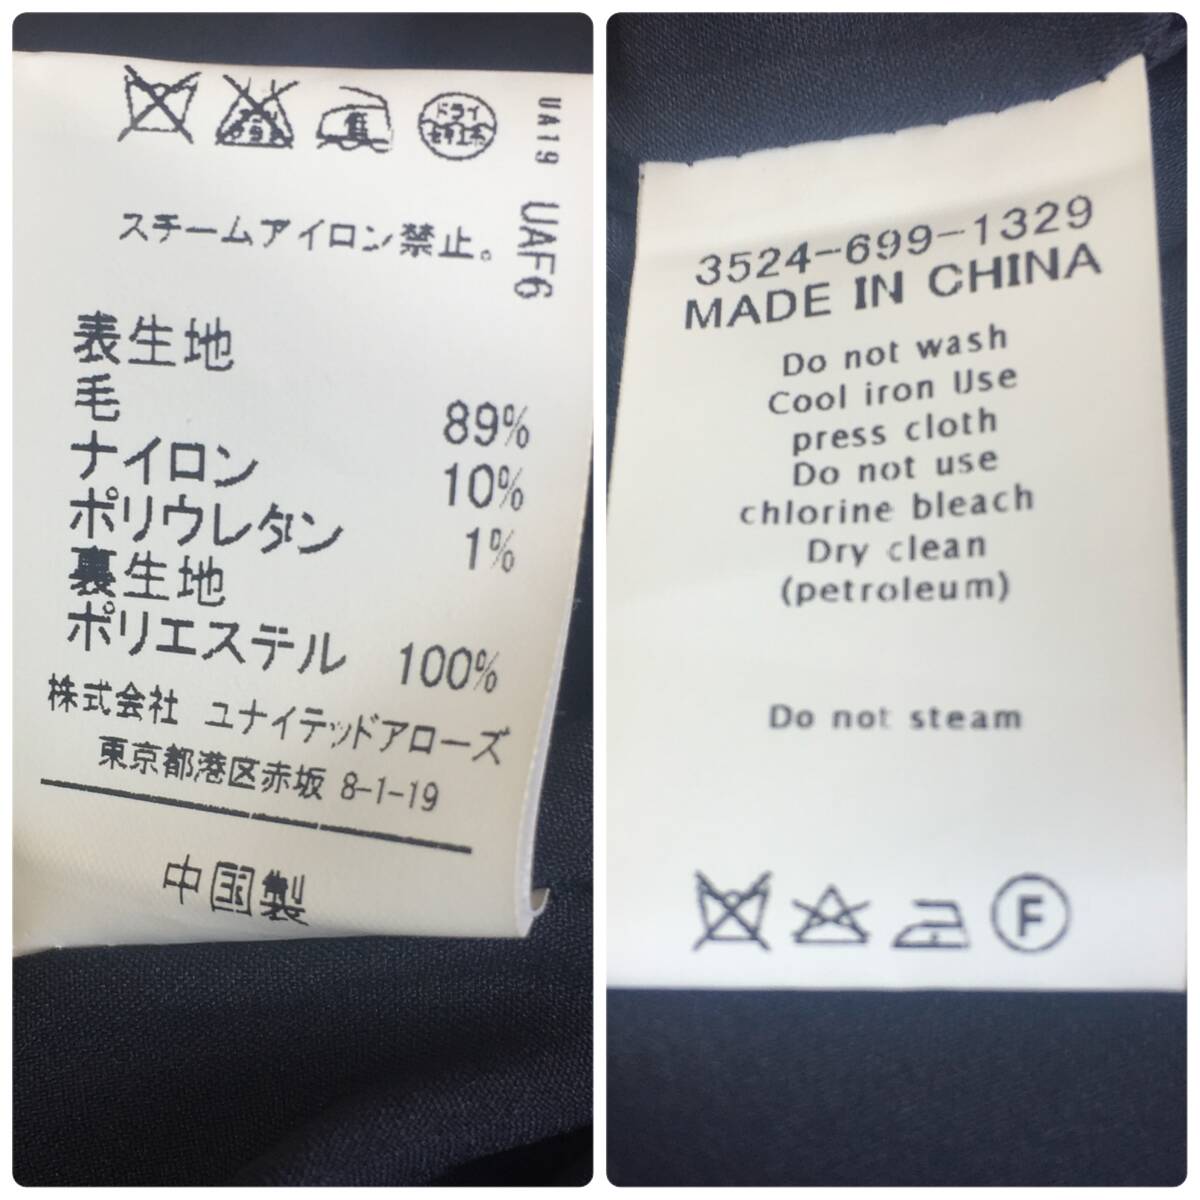 ドライ
UA19
UAF6
スチームアイロン禁止。
表生地
毛 89%
ナイロン 10%
ポリウレタン 1%
裏生地
ポリエステル 100%
株式会社 ユナイテッドアローズ
東京都港区赤坂 8-1-19
中国製
3524-699-1329
MADE IN CHINA
Do not wash
Cool iron Use
press cloth
Do not use
chlorine bleach
Dry clean
(petroleum)
Do not steam
F